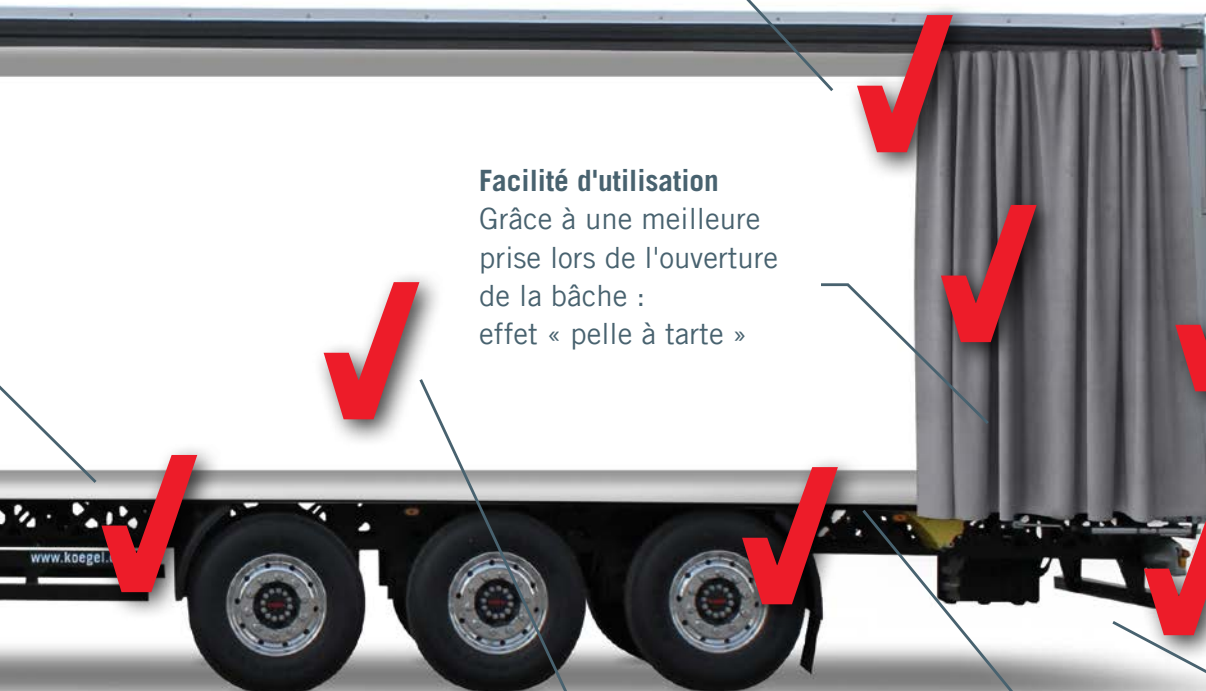 Facilité d'utilisation
Grâce à une meilleure
prise lors de l'ouverture
de la bâche :
effet « pelle à tarte »
www.koegel.